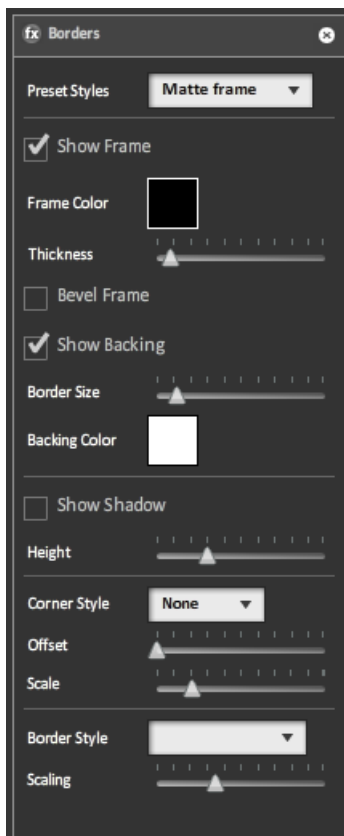 fx Borders
Preset Styles Matte frame
Show Frame
Frame Color
Thickness
Bevel Frame
Show Backing
Border Size
Backing Color
Show Shadow
Height
Corner Style None
Offset
Scale
Border Style
Scaling